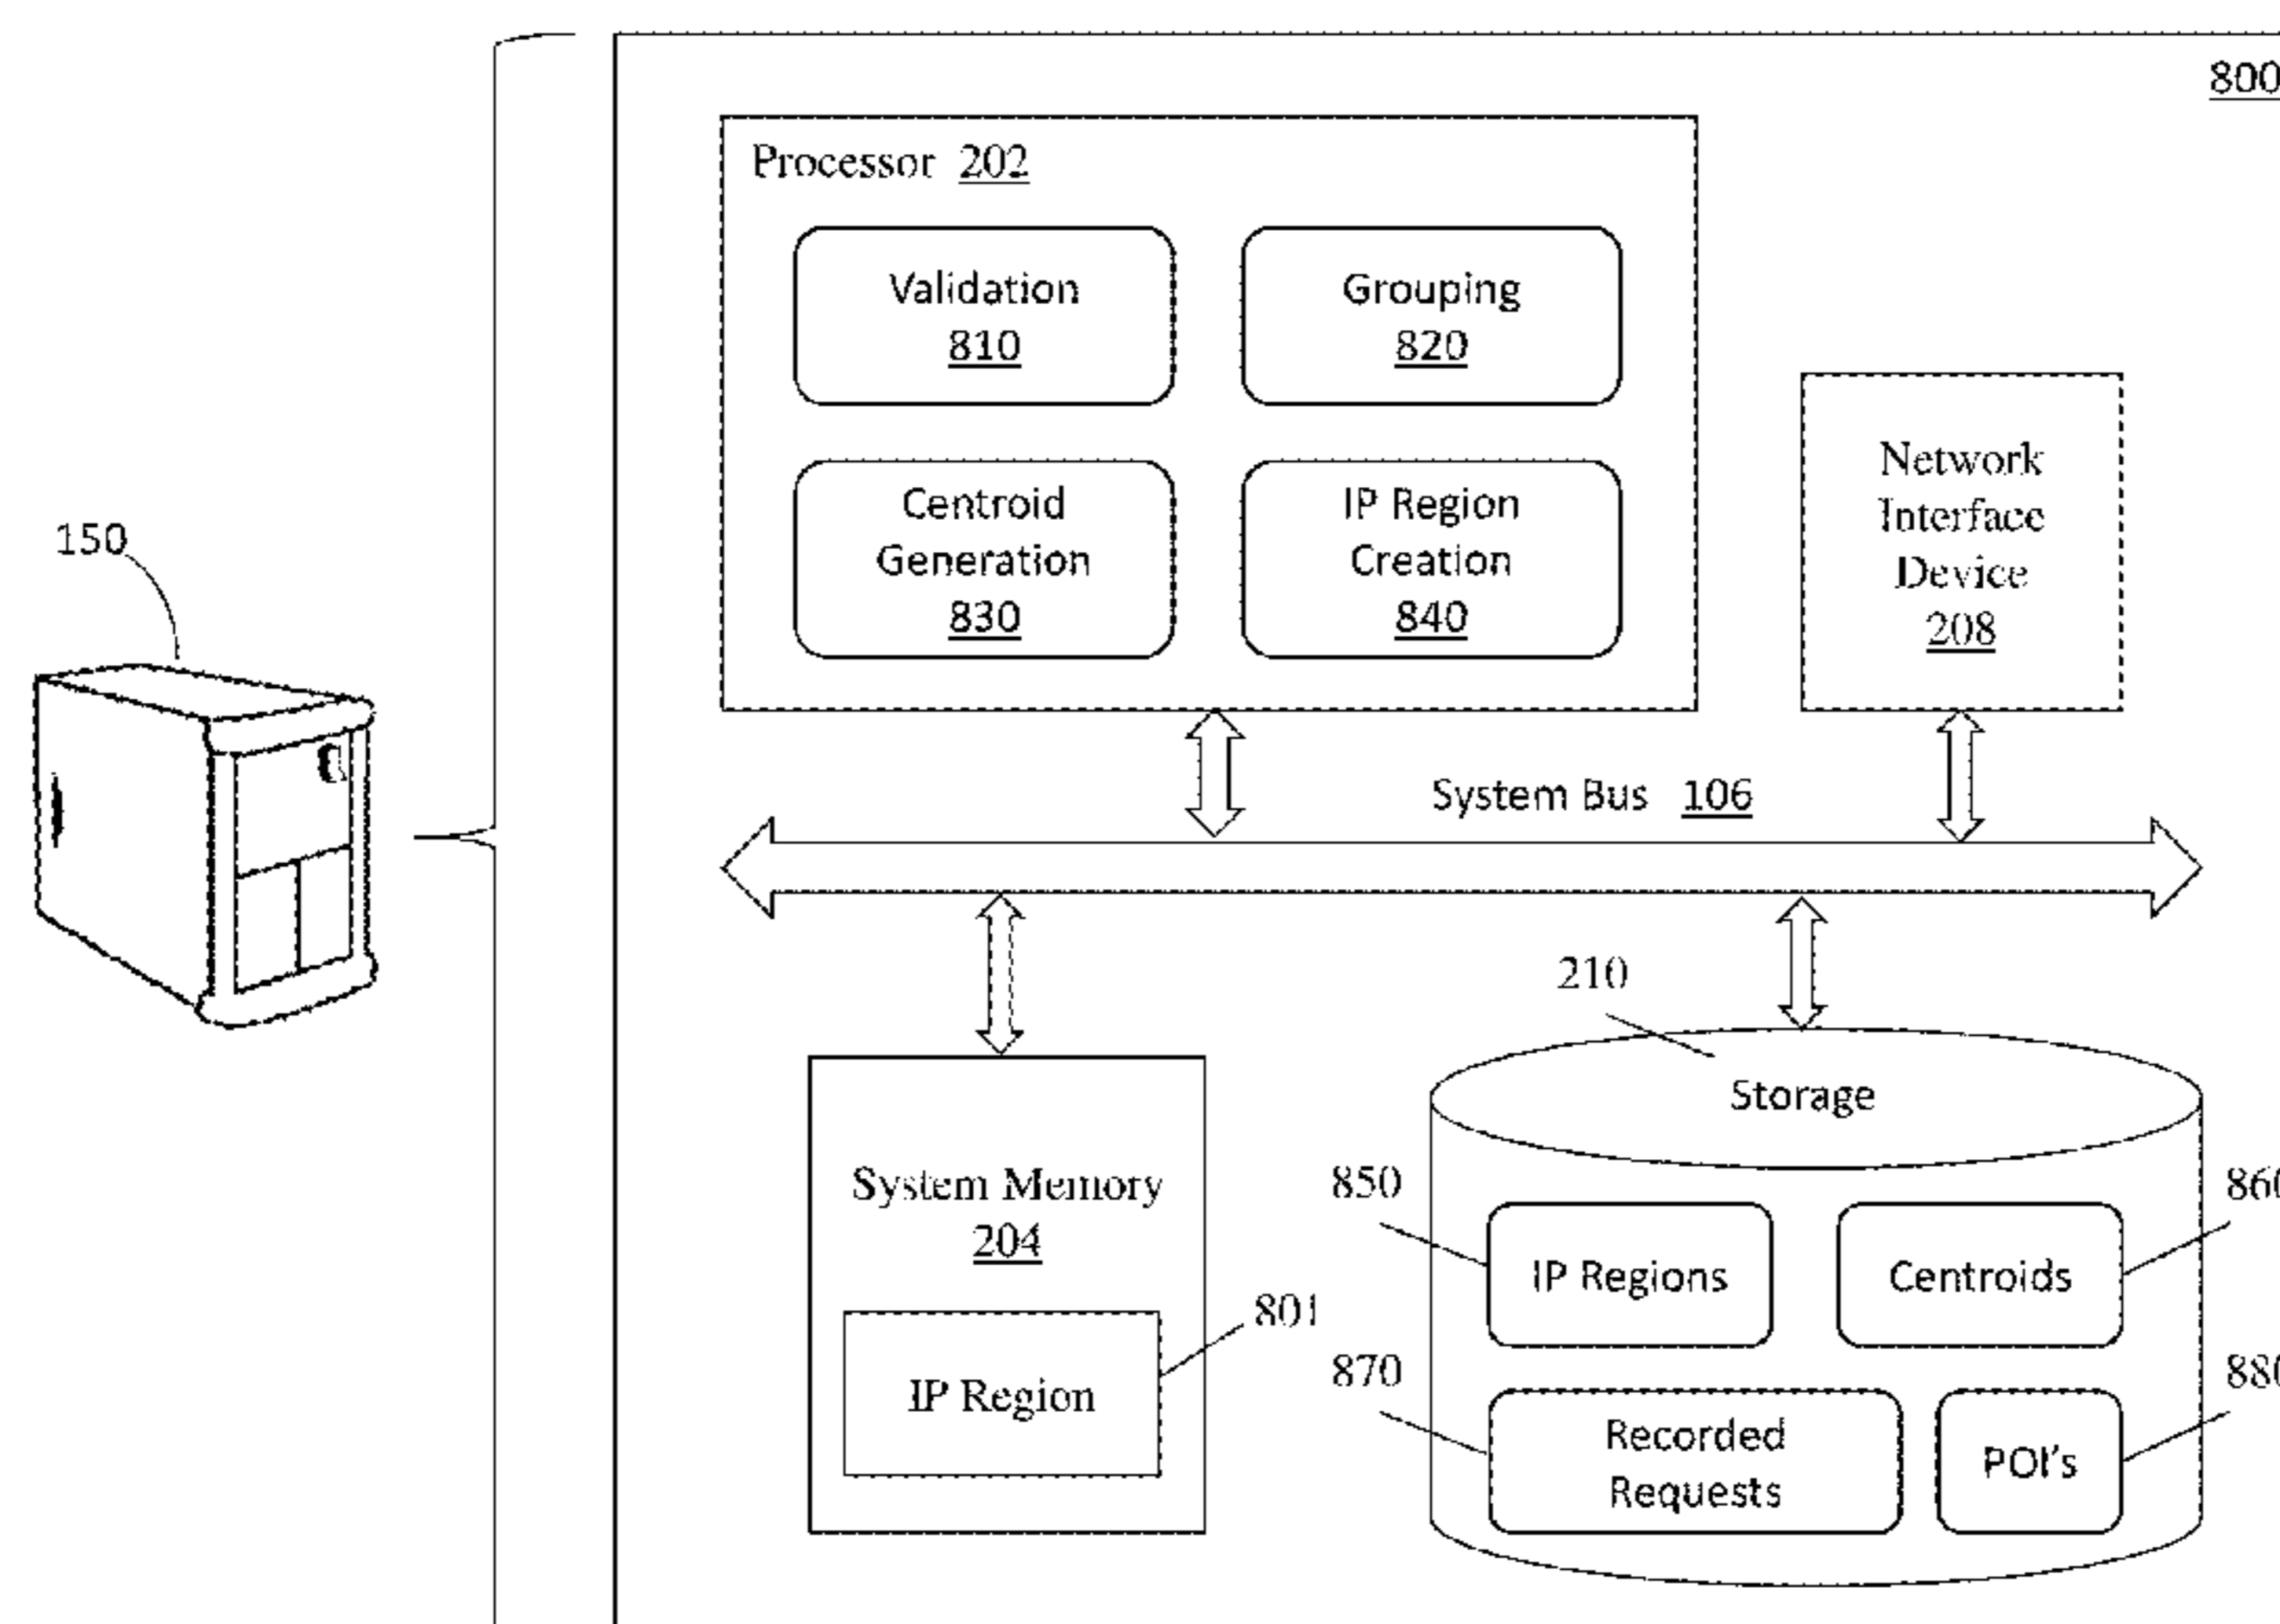 800
Processor 202
Validation
810
Grouping
820
Centroid
Generation
830
IP Region
Creation
840
Network
Interface
Device
208
150
System Bus 106
210
Storage
System Memory
204
IP Region
801
850
IP Regions
860
Centroids
870
Recorded
Requests
880
POI's